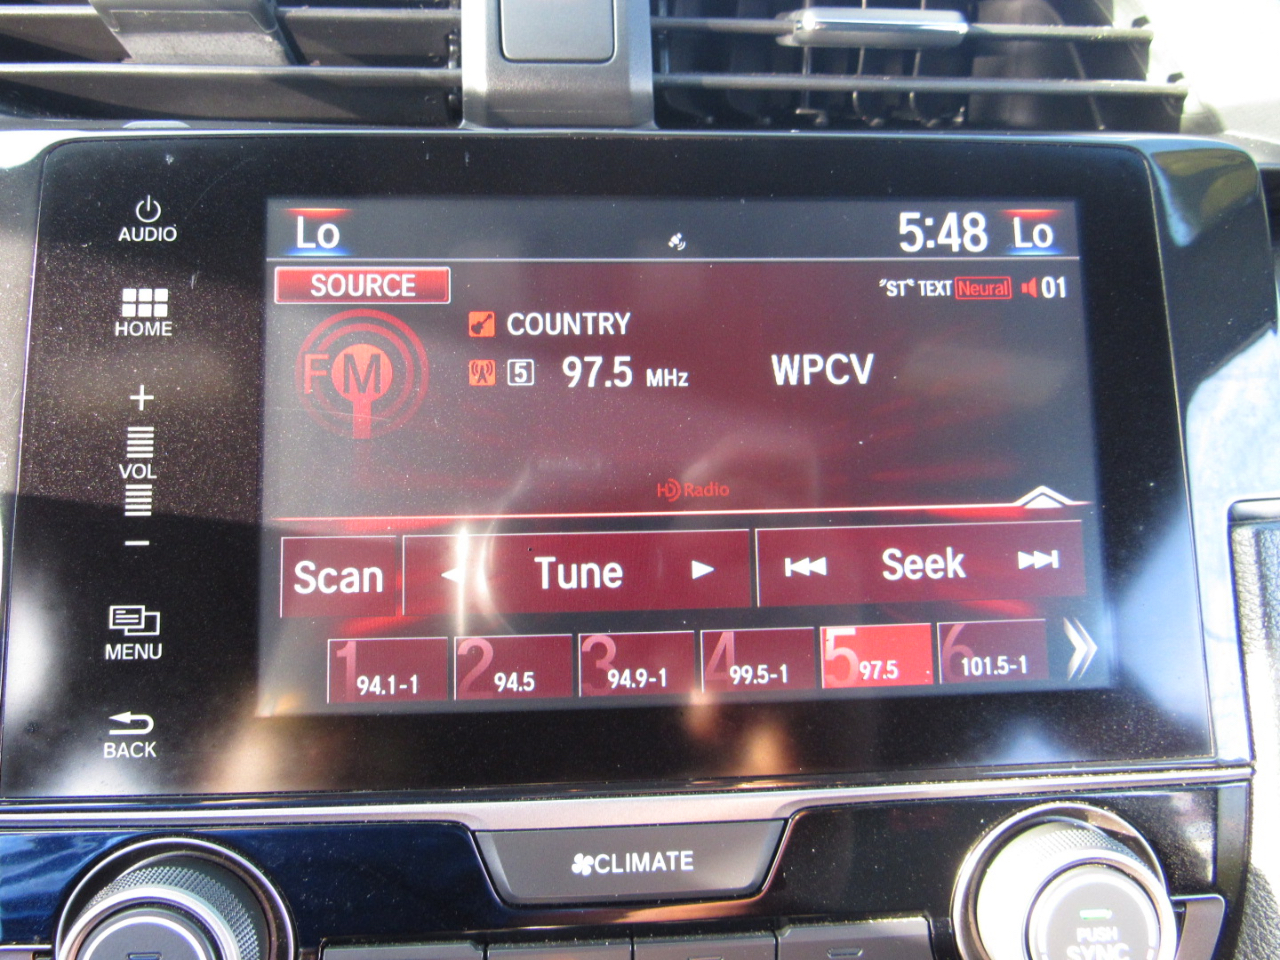 AUDIO
HOME
+
VOL
−
MENU
BACK
Lo
5:48
Lo
SOURCE
"ST" TEXT Neural 01
FM
COUNTRY
5 97.5 MHz WPCV
HD Radio
Scan
Tune
Seek
1 94.1-1
2 94.5
3 94.9-1
4 99.5-1
5 97.5
6 101.5-1
CLIMATE
PUSH
SYNC